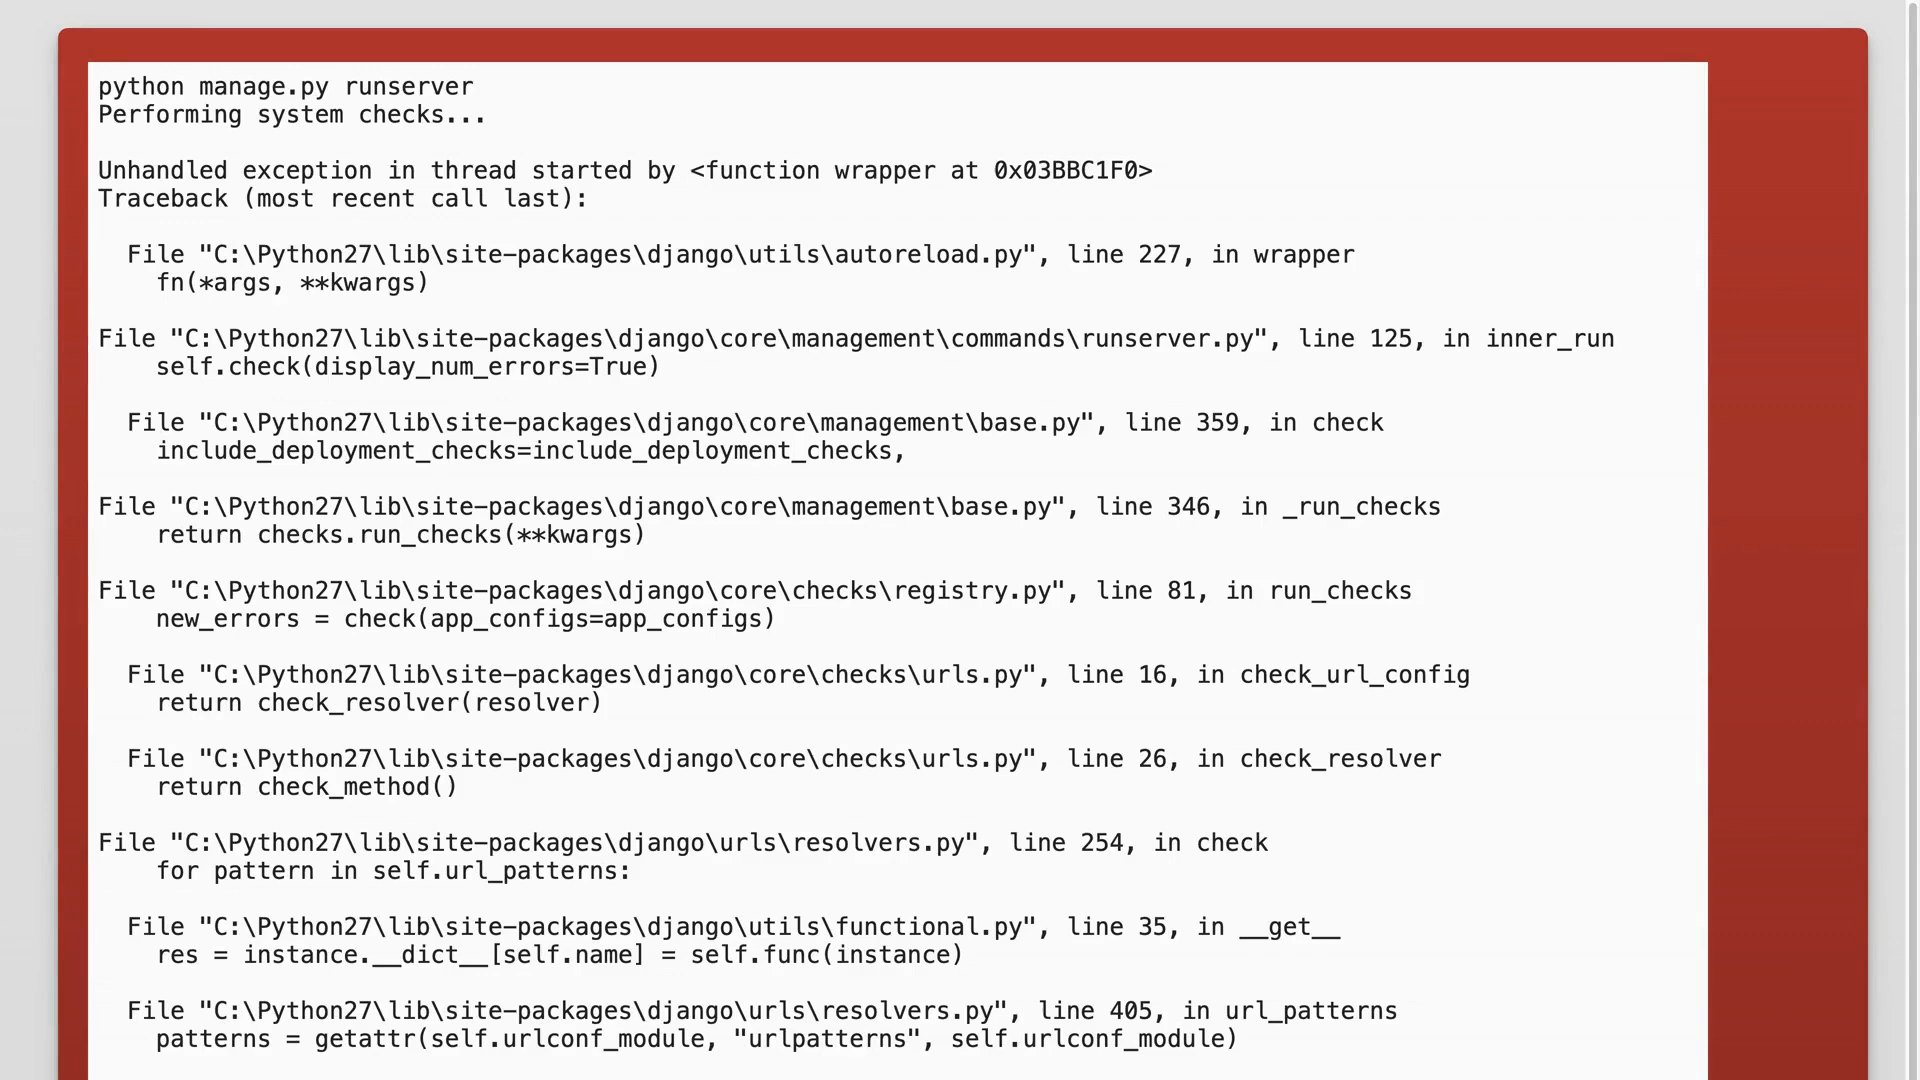 python manage.py runserver
Performing system checks...
Unhandled exception in thread started by <function wrapper at 0x03BBC1F0>
Traceback (most recent call last):
File "C:\Python27\lib\site-packages\django\utils\autoreload.py", line 227, in wrapper
fn(*args, **kwargs)
File "C:\Python27\lib\site-packages\django\core\management\commands\runserver.py", line 125, in inner_run
self.check(display_num_errors=True)
File "C:\Python27\lib\site-packages\django\core\management\base.py", line 359, in check
include_deployment_checks=include_deployment_checks,
File "C:\Python27\lib\site-packages\django\core\management\base.py", line 346, in _run_checks
return checks.run_checks(**kwargs)
File "C:\Python27\lib\site-packages\django\core\checks\registry.py", line 81, in run_checks
new_errors = check(app_configs=app_configs)
File "C:\Python27\lib\site-packages\django\core\checks\urls.py", line 16, in check_url_config
return check_resolver(resolver)
File "C:\Python27\lib\site-packages\django\core\checks\urls.py", line 26, in check_resolver
return check_method()
File "C:\Python27\lib\site-packages\django\urls\resolvers.py", line 254, in check
for pattern in self.url_patterns:
File "C:\Python27\lib\site-packages\django\utils\functional.py", line 35, in __get__
res = instance.__dict__[self.name] = self.func(instance)
File "C:\Python27\lib\site-packages\django\urls\resolvers.py", line 405, in url_patterns
patterns = getattr(self.urlconf_module, "urlpatterns", self.urlconf_module)